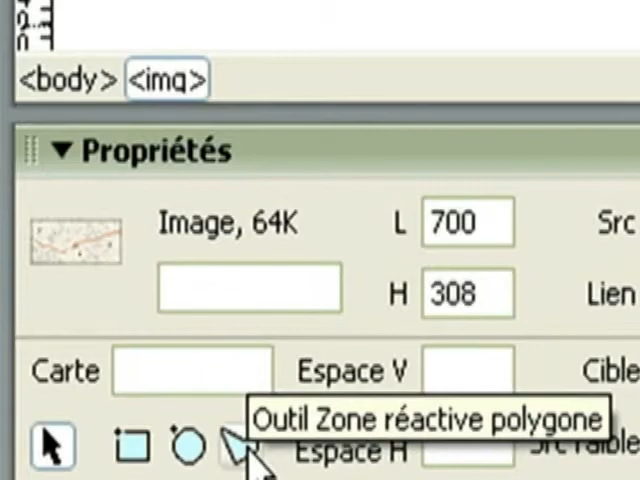 <body> <img>
Propriétés
Image, 64K L 700 Src
H 308 Lien
Carte Espace V Cible
Outil Zone réactive polygone
Espace H